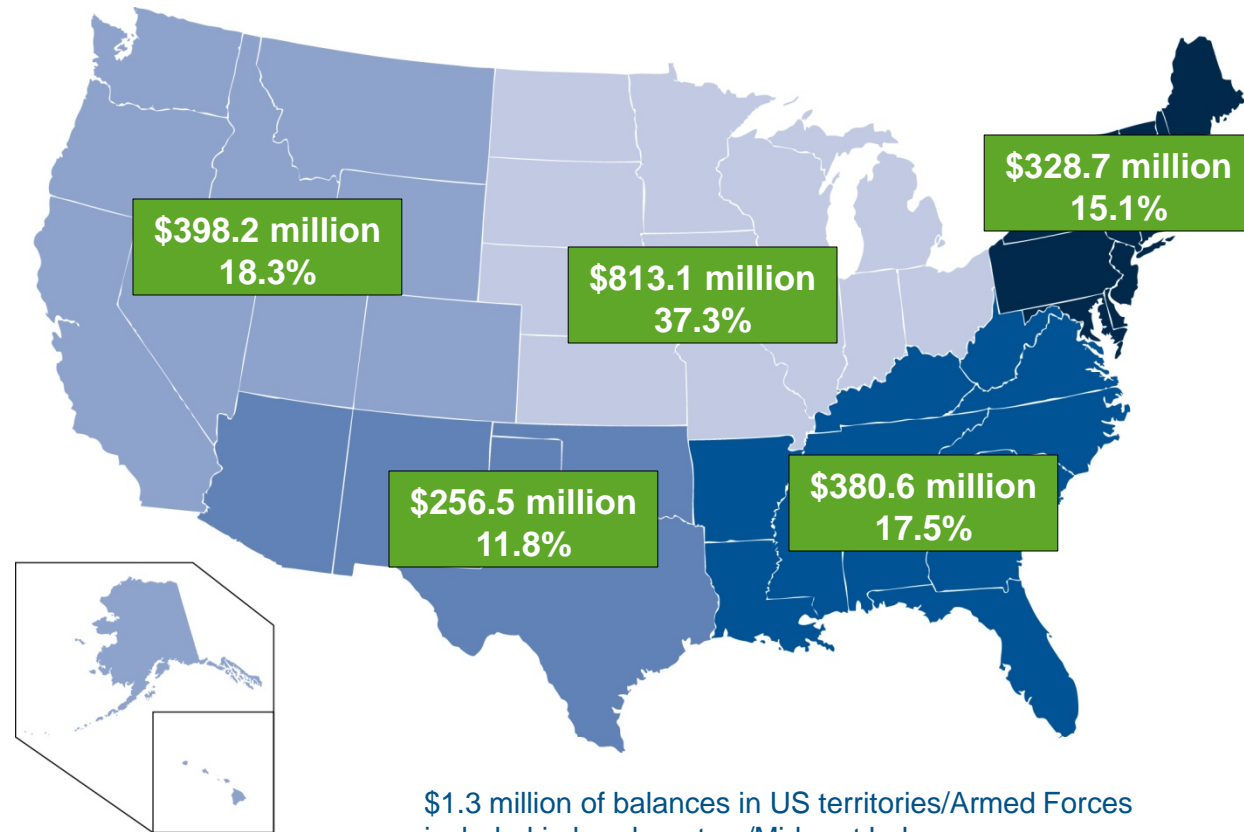 $328.7 million
15.1%
$398.2 million
18.3%
$813.1 million
37.3%
$256.5 million
11.8%
$380.6 million
17.5%
$1.3 million of balances in US territories/Armed Forces